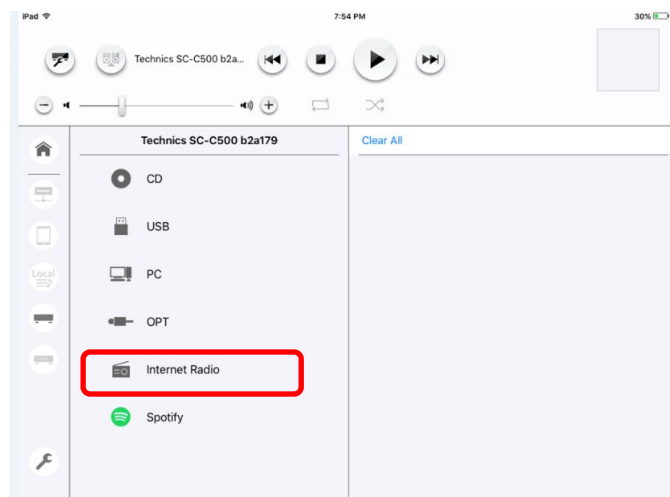 iPad 7:54 PM 30%
Technics SC-C500 b2a...
Technics SC-C500 b2a179
Clear All
CD
USB
PC
Local
OPT
Internet Radio
Spotify